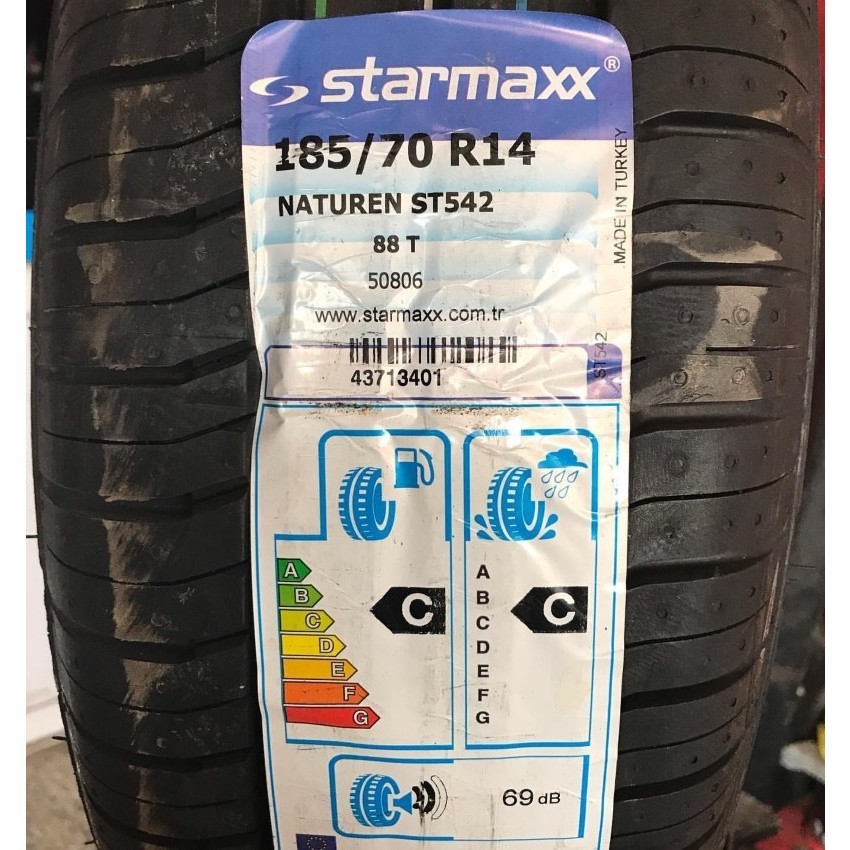 starmaxx®
185/70 R14
NATUREN ST542
88 T
50806
www.starmaxx.com.tr
43713401
MADE IN TURKEY
ST542
A
B
C
D
E
F
G
C
A
B
C
D
E
F
G
C
69 dB